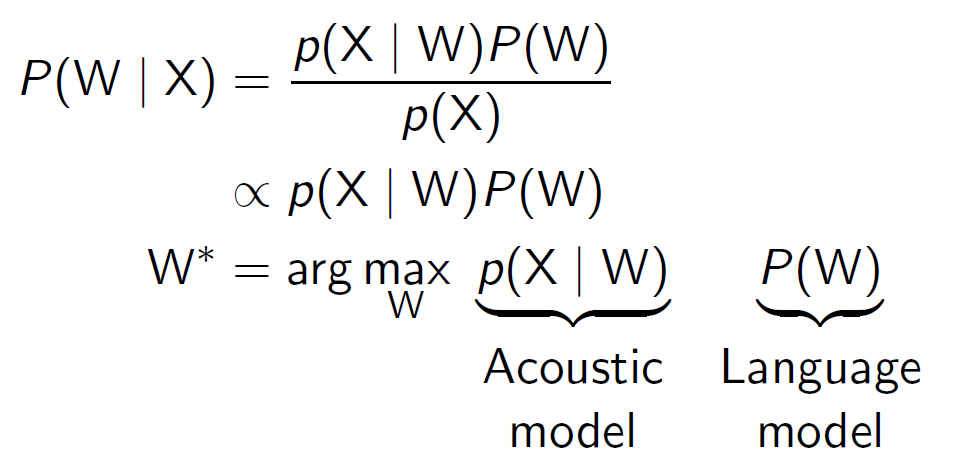 P(W | X) = p(X | W)P(W) / p(X)
∝ p(X | W)P(W)
W* = arg max_W p(X | W) P(W)
Acoustic model Language model